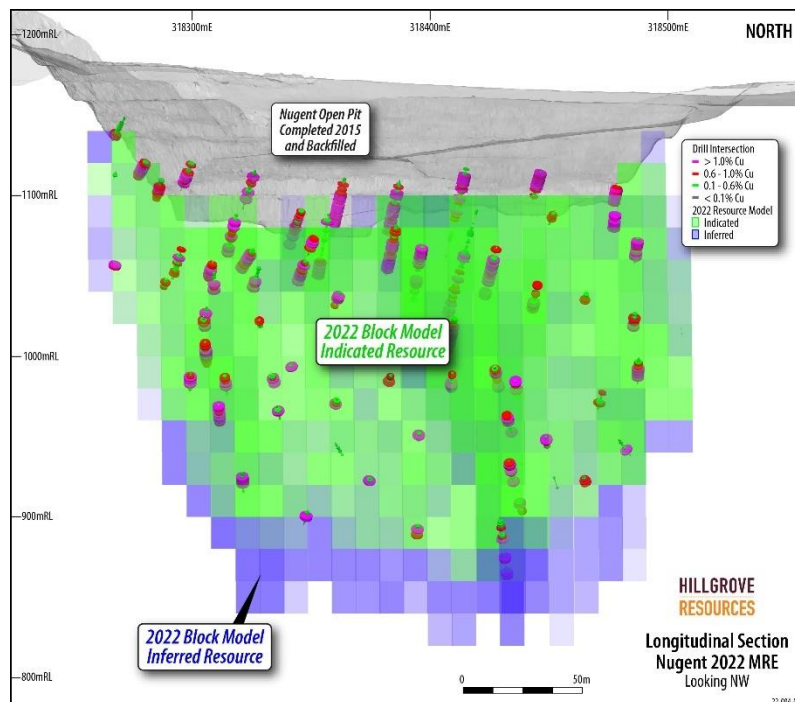 318300mE
318400mE
318500mE
1200mRL
NORTH
Nugent Open Pit
Completed 2015
and Backfilled
Drill Intersection
> 1.0% Cu
0.6 - 1.0% Cu
0.1 - 0.6% Cu
< 0.1% Cu
2022 Resource Model
Indicated
Inferred
1100mRL
2022 Block Model
Indicated Resource
1000mRL
900mRL
HILLGROVE
RESOURCES
2022 Block Model
Inferred Resource
Longitudinal Section
Nugent 2022 MRE
Looking NW
800mRL
0
50m